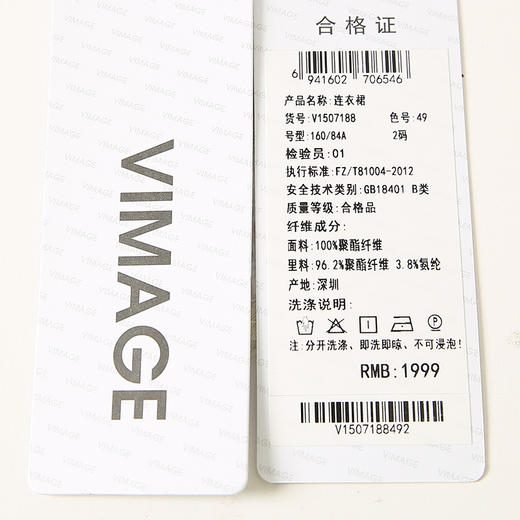 VIMAGE
合格证
6 941602 706546
产品名称:连衣裙
货号:V1507188 色号:49
号型:160/84A 2码
检验员:01
执行标准:FZ/T81004-2012
安全技术类别:GB18401 B类
质量等级:合格品
纤维成分:
面料:100%聚酯纤维
里料:96.2%聚酯纤维 3.8%氨纶
产地:深圳
洗涤说明:
注:分开洗涤、即洗即晾、不可浸泡!
RMB:1999
V1507188492